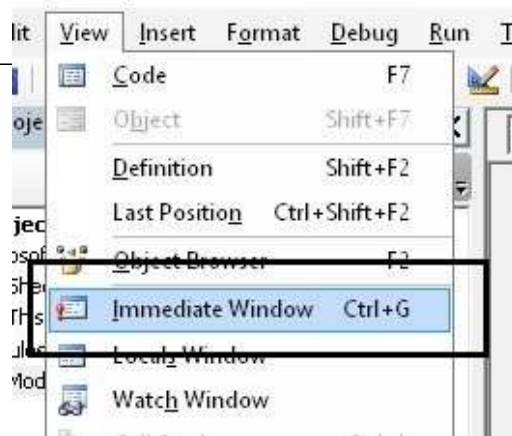 View Insert Format Debug Run
Code F7
Object Shift+F7
Definition Shift+F2
Last Position Ctrl+Shift+F2
Object Browser F2
Immediate Window Ctrl+G
Locals Window
Watch Window